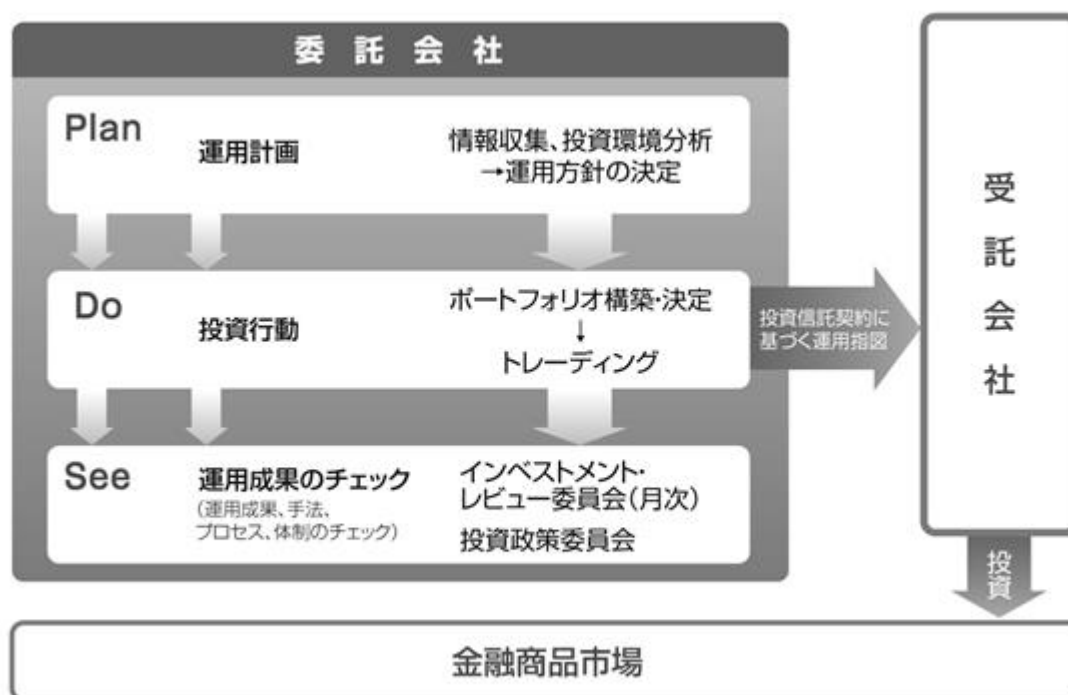 委託会社
Plan
運用計画
情報収集、投資環境分析
→運用方針の決定
Do
投資行動
ポートフォリオ構築・決定
↓
トレーディング
See
運用成果のチェック
(運用成果、手法、
プロセス、体制のチェック)
インベストメント・
レビュー委員会(月次)
投資政策委員会
投資信託契約に
基づく運用指図
受託会社
投資
金融商品市場